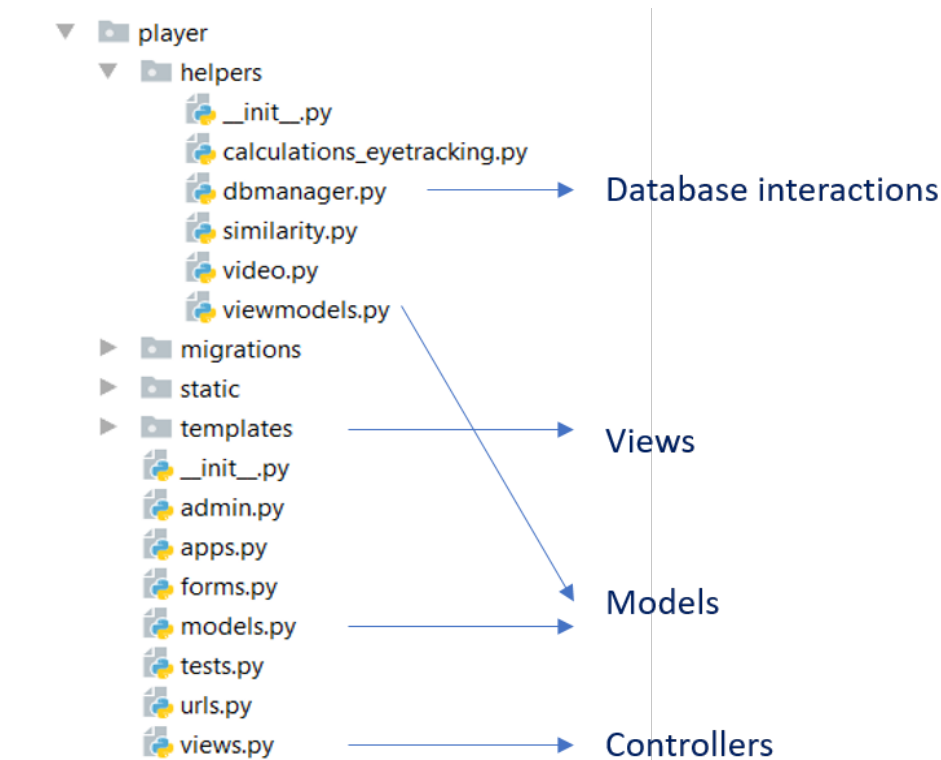 player
helpers
__init__.py
calculations_eyetracking.py
dbmanager.py
Database interactions
similarity.py
video.py
viewmodels.py
migrations
static
templates
Views
__init__.py
admin.py
apps.py
forms.py
Models
models.py
tests.py
urls.py
views.py
Controllers